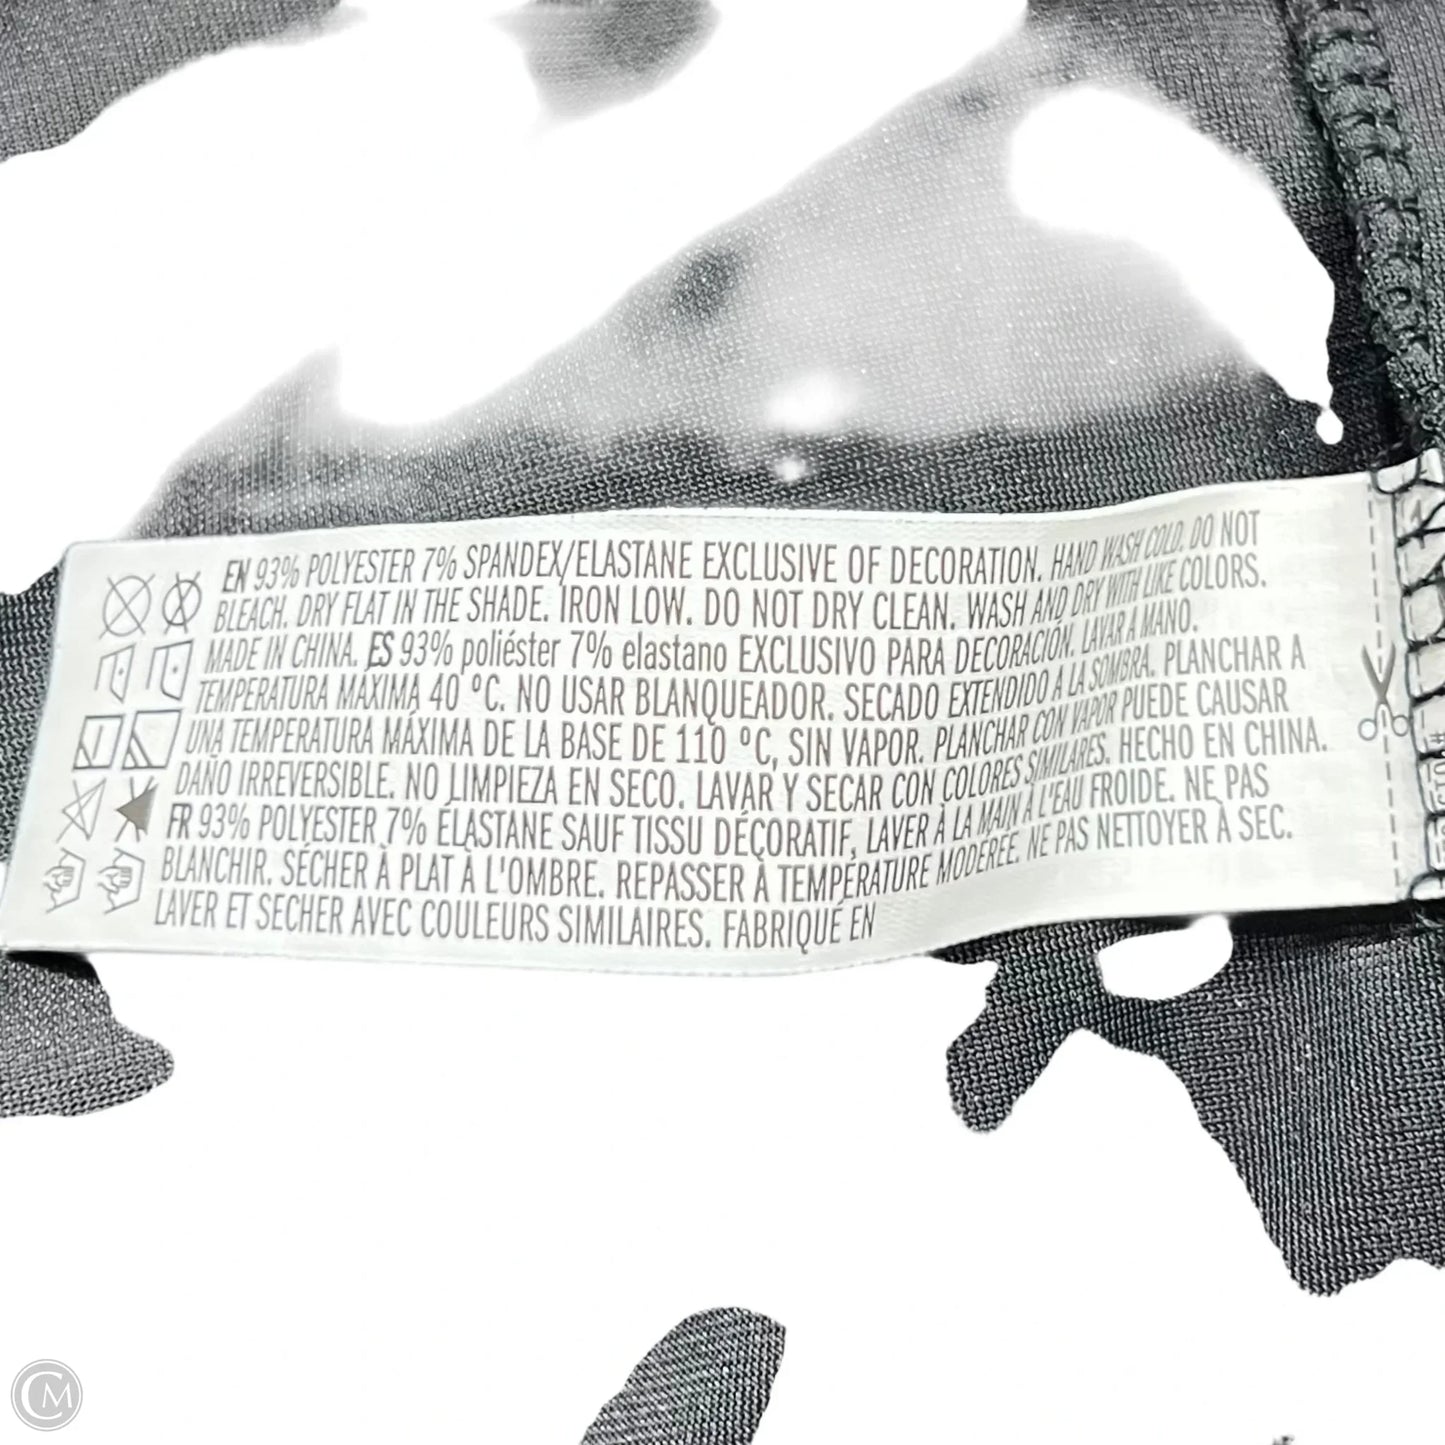 EN 93% POLYESTER 7% SPANDEX/ELASTANE EXCLUSIVE OF DECORATION. HAND WASH COLD. DO NOT
BLEACH. DRY FLAT IN THE SHADE. IRON LOW. DO NOT DRY CLEAN. WASH AND DRY WITH LIKE COLORS.
MADE IN CHINA. ES 93% poliéster 7% elastano EXCLUSIVO PARA DECORACIÓN. LAVAR A MANO.
TEMPERATURA MÁXIMA 40 °C. NO USAR BLANQUEADOR. SECADO EXTENDIDO A LA SOMBRA. PLANCHAR A
UNA TEMPERATURA MÁXIMA DE LA BASE DE 110 °C, SIN VAPOR. PLANCHAR CON VAPOR PUEDE CAUSAR
DAÑO IRREVERSIBLE. NO LIMPIEZA EN SECO. LAVAR Y SECAR CON COLORES SIMILARES. HECHO EN CHINA.
FR 93% POLYESTER 7% ÉLASTANE SAUF TISSU DÉCORATIF, LAVER À LA MAIN À L'EAU FROIDE. NE PAS
BLANCHIR. SÉCHER À PLAT À L'OMBRE. REPASSER À TEMPÉRATURE MODÉRÉE. NE PAS NETTOYER À SEC.
LAVER ET SECHER AVEC COULEURS SIMILAIRES. FABRIQUÉ EN
CM